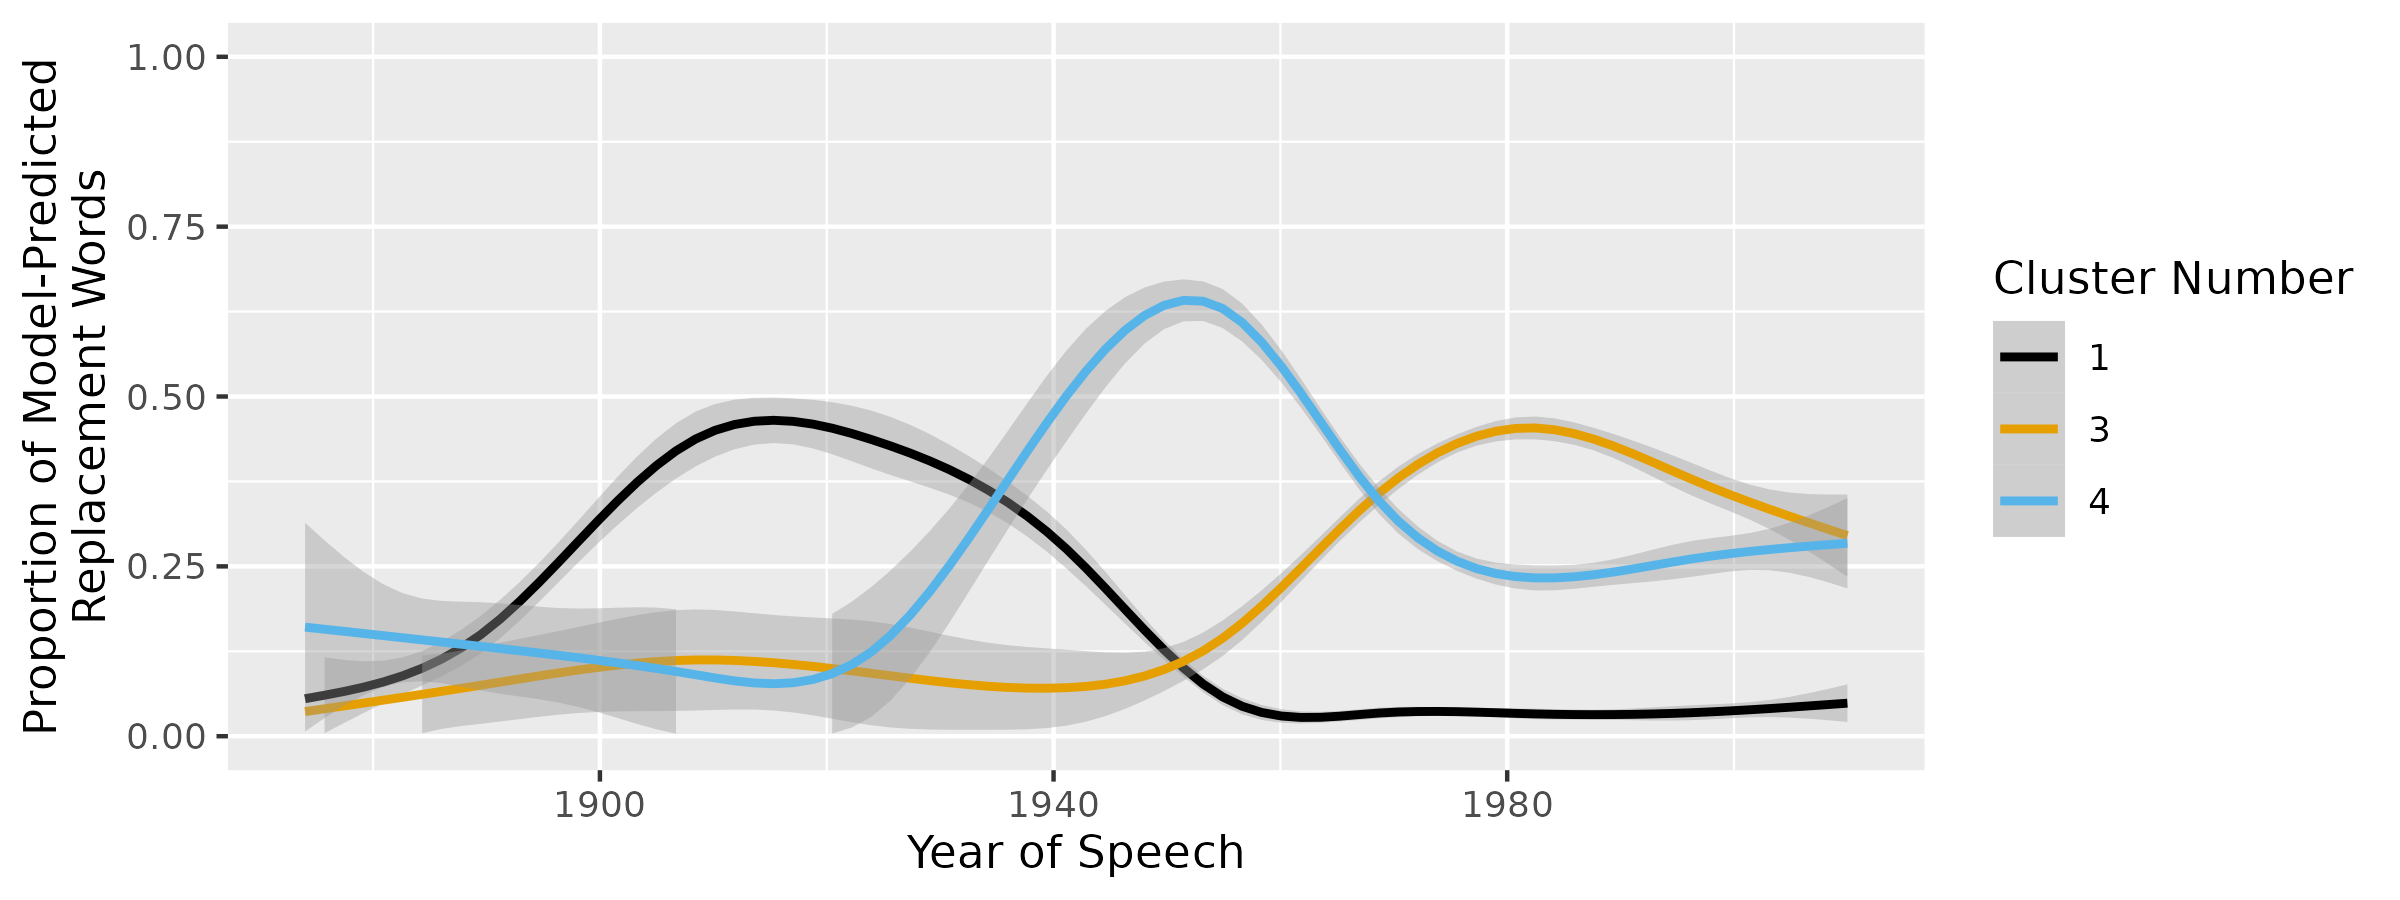 Proportion of Model-Predicted
Replacement Words
1.00
0.75
0.50
0.25
0.00
1900
1940
1980
Year of Speech
Cluster Number
1
3
4